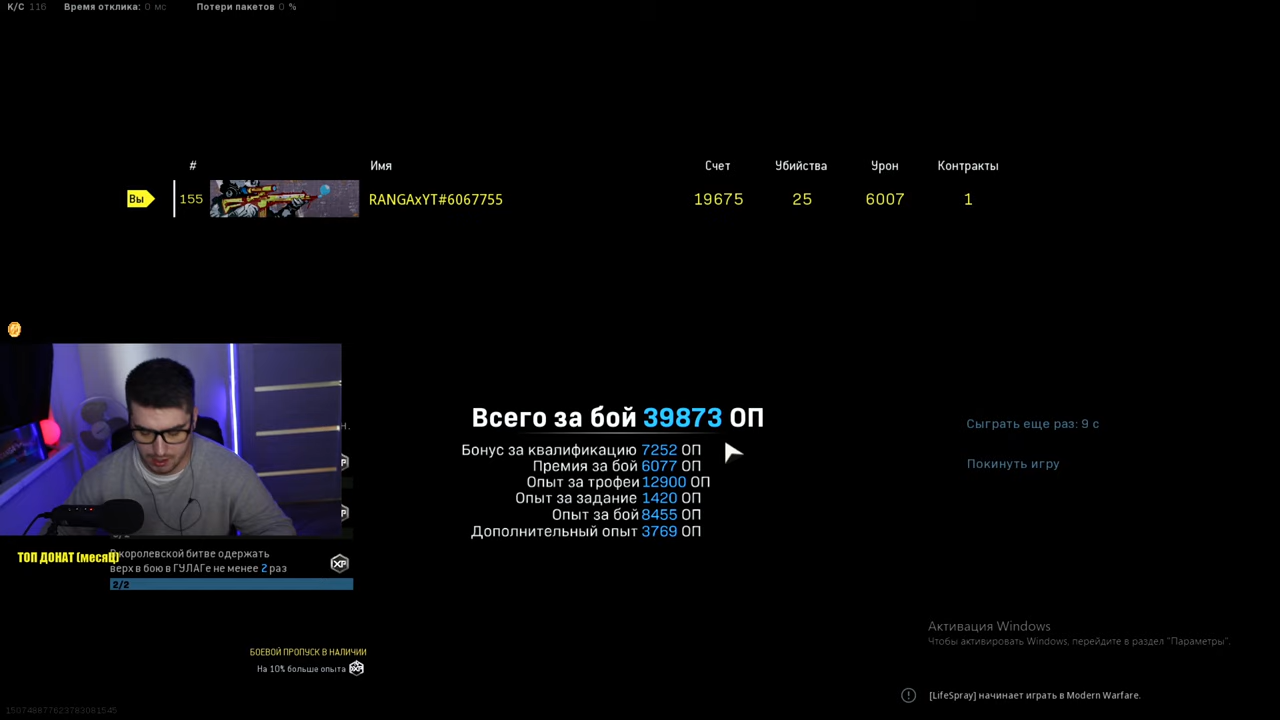 К/С 116 Время отклика: 0 мс Потери пакетов 0 %
# Имя Счет Убийства Урон Контракты
Вы 155 RANGAxYT#6067755 19675 25 6007 1
Всего за бой 39873 ОП
Бонус за квалификацию 7252 ОП
Премия за бой 6077 ОП
Опыт за трофеи 12900 ОП
Опыт за задание 1420 ОП
Опыт за бой 8455 ОП
Дополнительный опыт 3769 ОП
Сыграть еще раз: 9 с
Покинуть игру
ТОП ДОНАТ (месяц)
королевской битве одержать
верх в бою в ГУЛАГе не менее 2 раз
XP
2/2
БОЕВОЙ ПРОПУСК В НАЛИЧИИ
На 10% больше опыта
Активация Windows
Чтобы активировать Windows, перейдите в раздел "Параметры".
[LifeSpray] начинает играть в Modern Warfare.